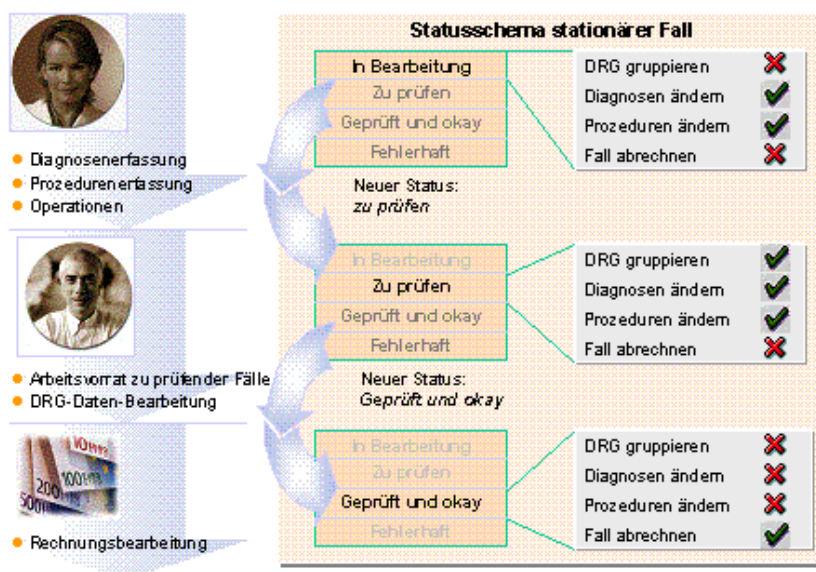 Statusschema stationärer Fall
In Bearbeitung
Zu prüfen
Geprüft und okay
Fehlerhaft
DRG gruppieren
Diagnosen ändern
Prozeduren ändern
Fall abrechnen
Diagnosenerfassung
Prozedurenerfassung
Operationen
Neuer Status:
zu prüfen
In Bearbeitung
Zu prüfen
Geprüft und okay
Fehlerhaft
DRG gruppieren
Diagnosen ändern
Prozeduren ändern
Fall abrechnen
Arbeitsvorrat zu prüfender Fälle
DRG-Daten-Bearbeitung
Neuer Status:
Geprüft und okay
In Bearbeitung
Zu prüfen
Geprüft und okay
Fehlerhaft
DRG gruppieren
Diagnosen ändern
Prozeduren ändern
Fall abrechnen
200
100
Rechnungsbearbeitung